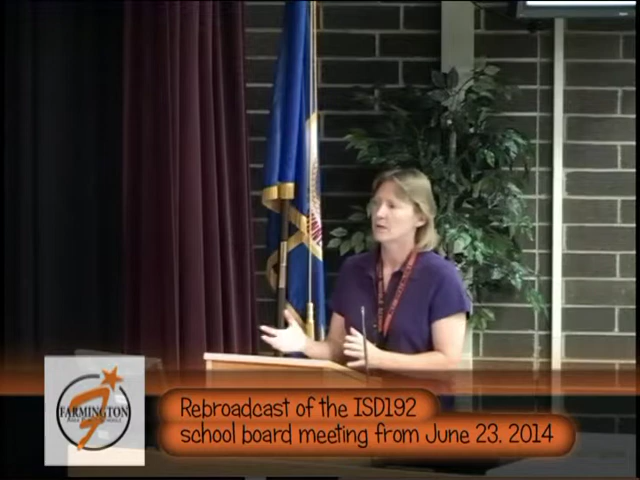 FARMINGTON
Rebroadcast of the ISD192
school board meeting from June 23, 2014